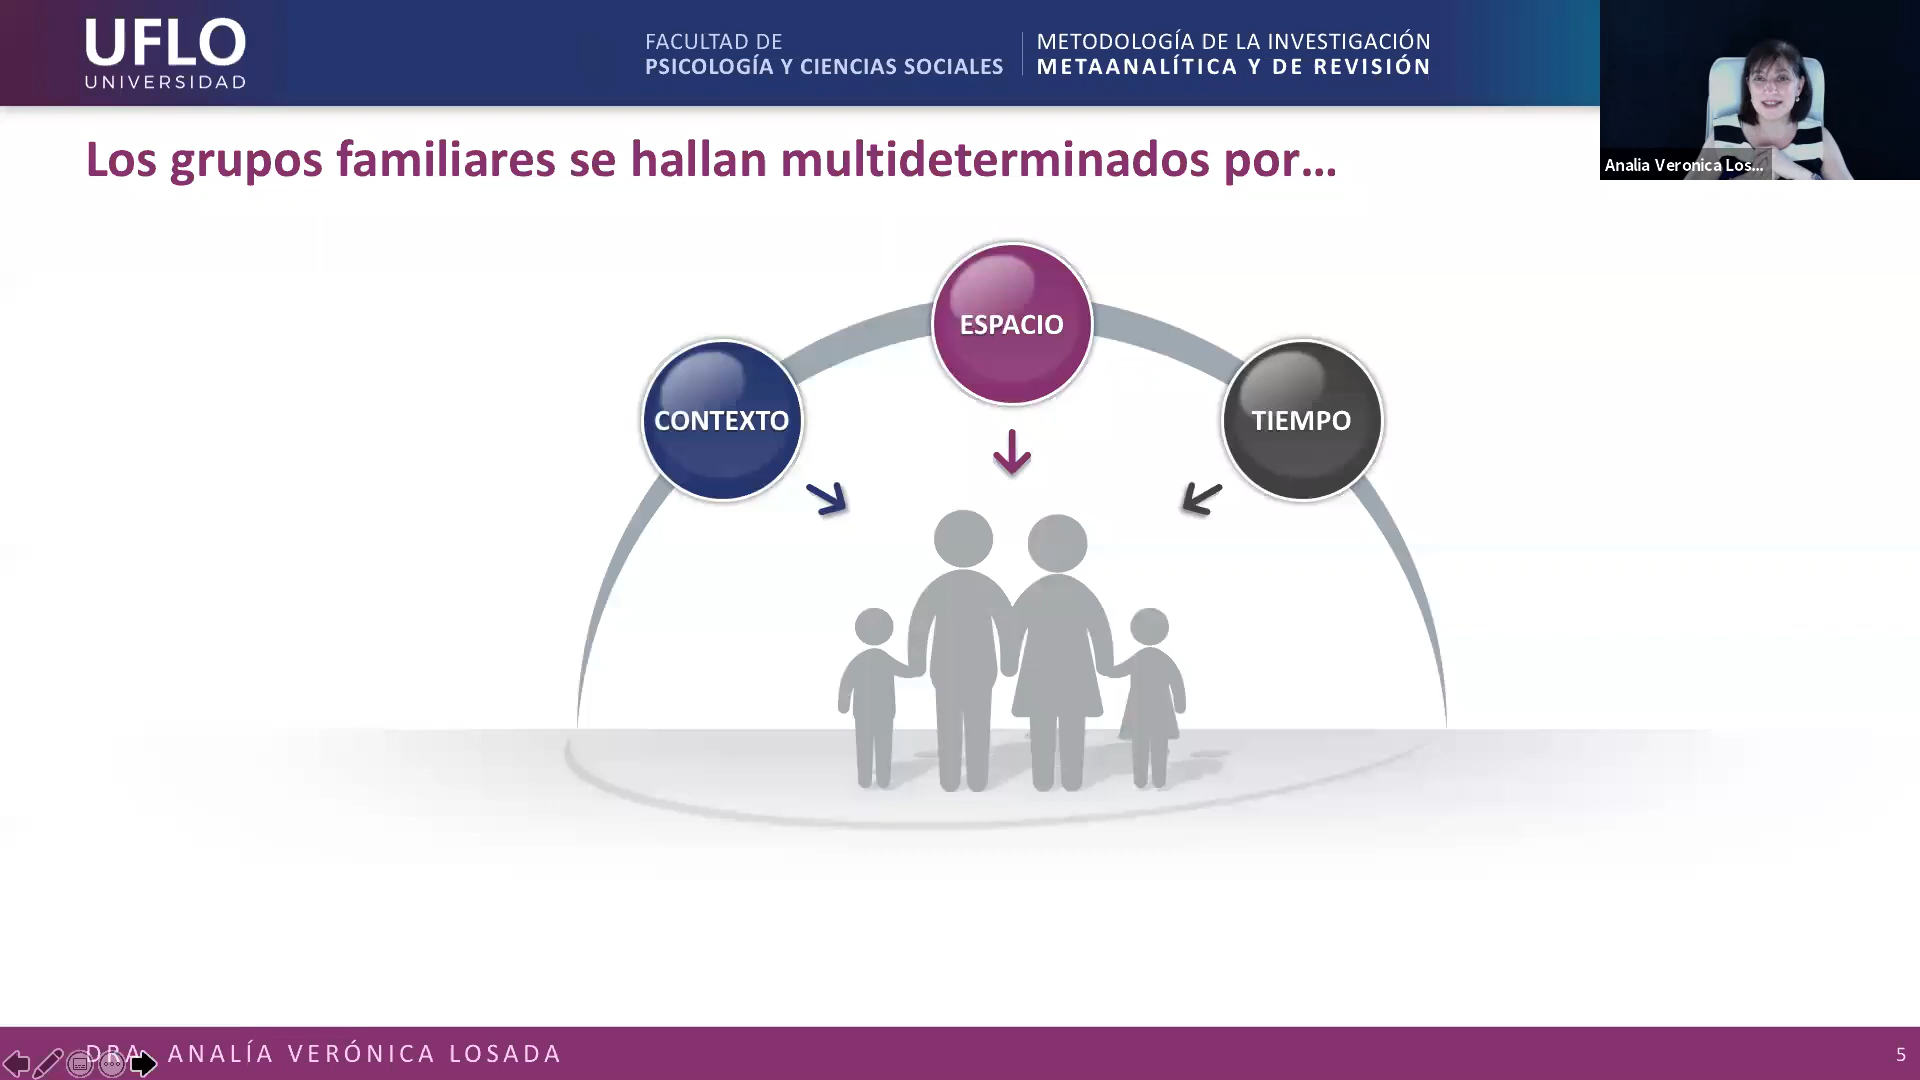 UFLO
UNIVERSIDAD
FACULTAD DE
PSICOLOGÍA Y CIENCIAS SOCIALES
METODOLOGÍA DE LA INVESTIGACIÓN
METAANALÍTICA Y DE REVISIÓN
Analia Veronica Los...
Los grupos familiares se hallan multideterminados por...
ESPACIO
CONTEXTO
TIEMPO
DRA. ANALÍA VERÓNICA LOSADA
5